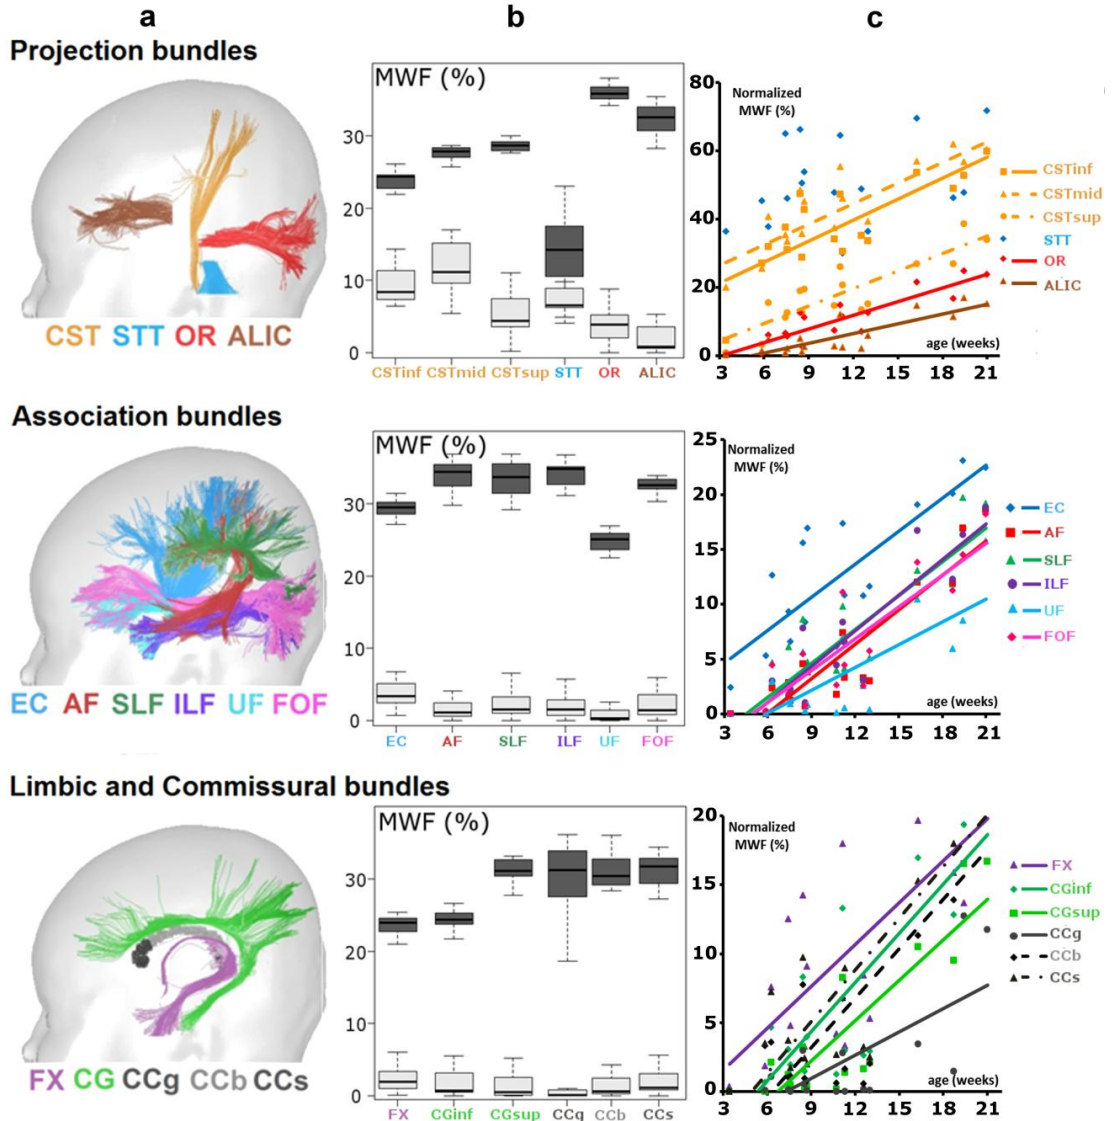 a b c
Projection bundles
CST STT OR ALIC
MWF (%)
30
20
10
0
CSTinf CSTmid CSTsup STT OR ALIC
Normalized
MWF (%)
80
60
40
20
0
3 6 9 12 15 18 21
age (weeks)
CSTinf
CSTmid
CSTsup
STT
OR
ALIC
Association bundles
EC AF SLF ILF UF FOF
MWF (%)
30
20
10
0
EC AF SLF ILF UF FOF
Normalized
MWF (%)
25
20
15
10
5
0
3 6 9 12 15 18 21
age (weeks)
EC
AF
SLF
ILF
UF
FOF
Limbic and Commissural bundles
FX CG CCg CCb CCs
MWF (%)
30
20
10
0
FX CGinf CGsup CCg CCb CCs
Normalized
MWF (%)
20
15
10
5
0
3 6 9 12 15 18 21
age (weeks)
FX
CGinf
CGsup
CCg
CCb
CCs